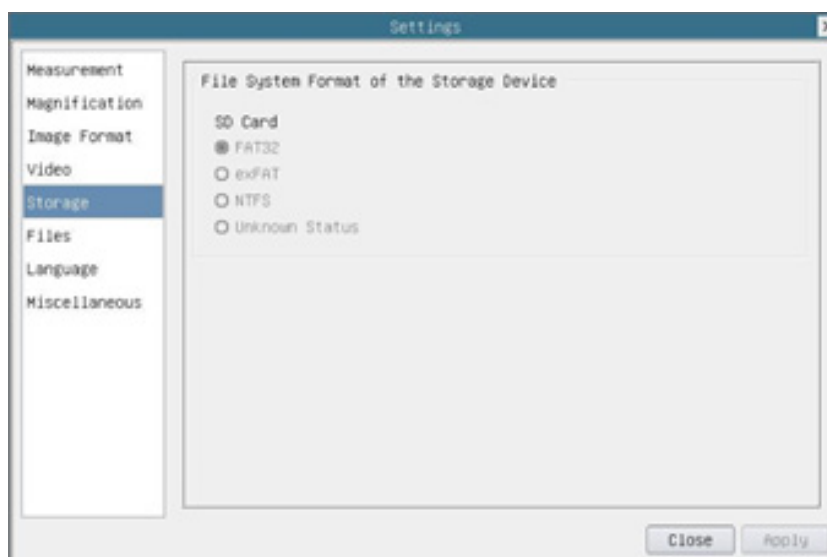 Settings
Measurement
Magnification
Image Format
Video
Storage
Files
Language
Miscellaneous
File System Format of the Storage Device
SD Card
FAT32
exFAT
NTFS
Unknown Status
Close
Apply